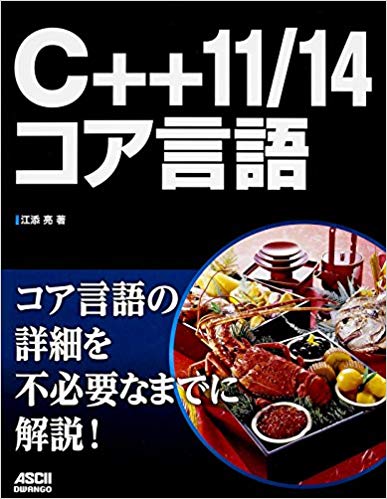 C++11/14
コア言語
江添 亮 著
コア言語の
詳細を
不必要なまでに
解説！
ASCII
DWANGO